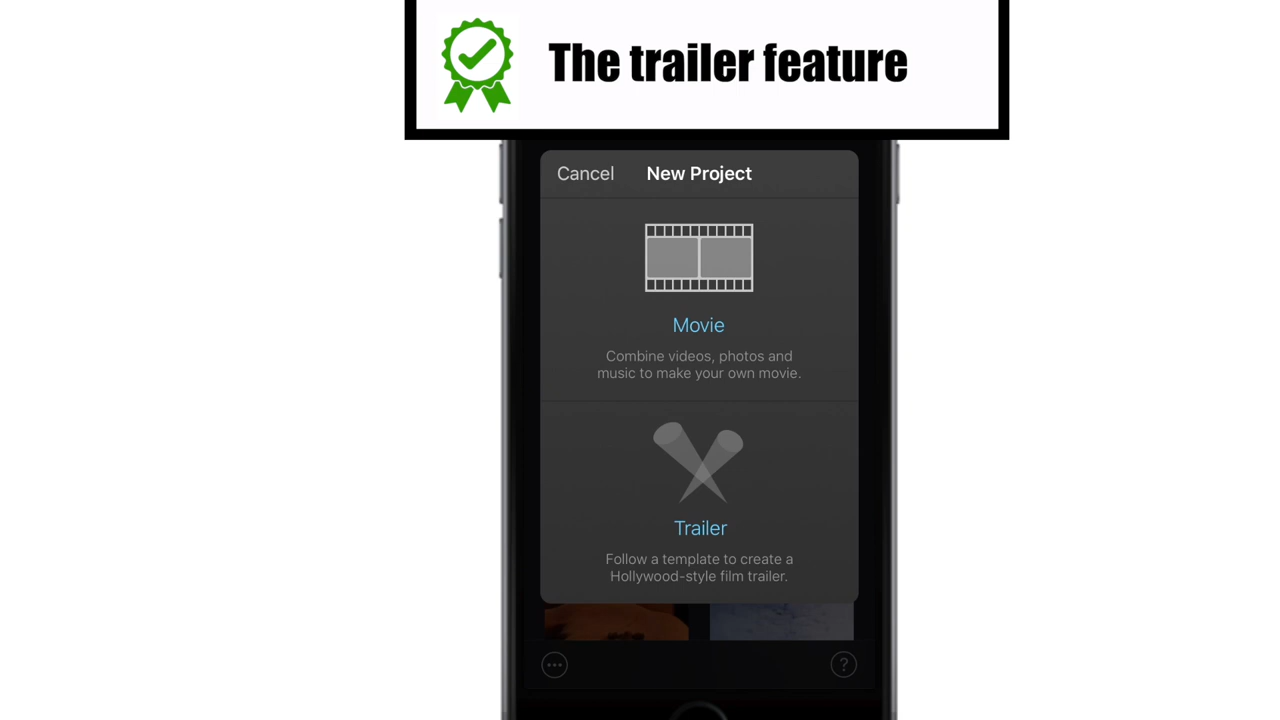 The trailer feature
Cancel New Project
Movie
Combine videos, photos and
music to make your own movie.
Trailer
Follow a template to create a
Hollywood-style film trailer.
?